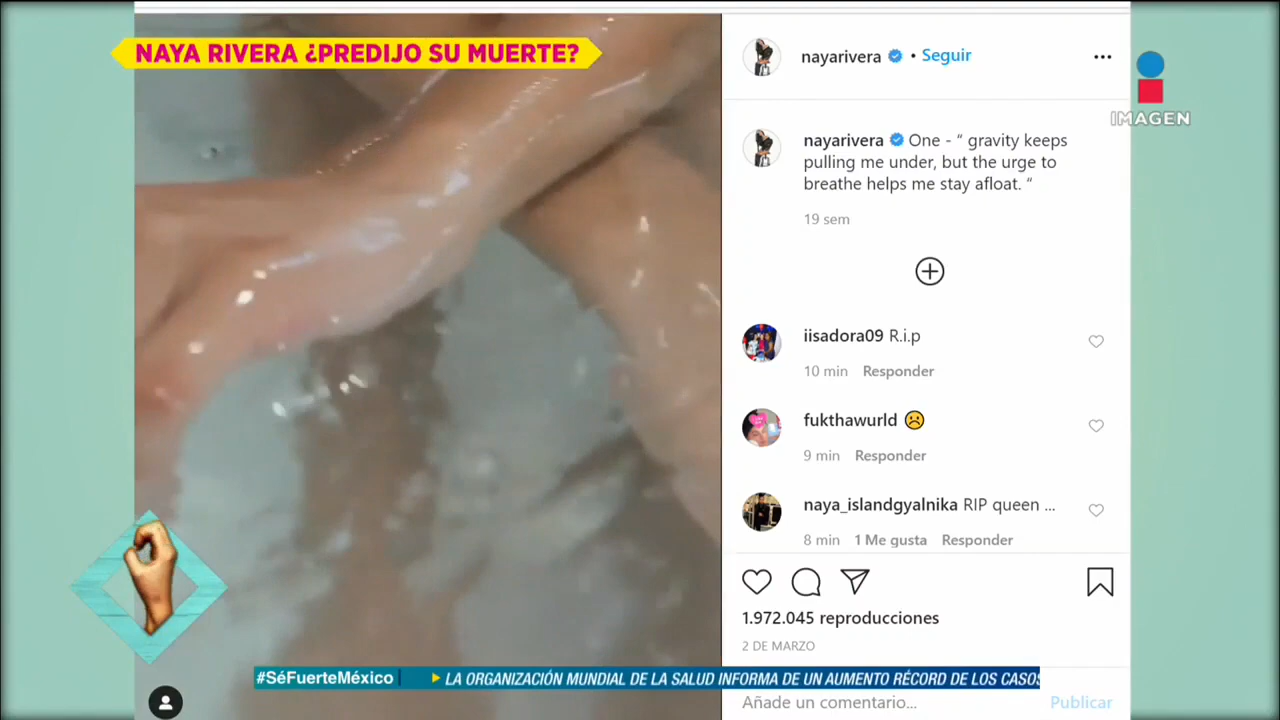 NAYA RIVERA ¿PREDIJO SU MUERTE?
nayarivera • Seguir
IMAGEN
nayarivera One - “ gravity keeps
pulling me under, but the urge to
breathe helps me stay afloat. “
19 sem
iisadora09 R.i.p
10 min Responder
fukthawurld ☹️
9 min Responder
naya_islandgyalnika RIP queen ...
8 min 1 Me gusta Responder
1.972.045 reproducciones
2 DE MARZO
#SéFuerteMéxico LA ORGANIZACIÓN MUNDIAL DE LA SALUD INFORMA DE UN AUMENTO RÉCORD DE LOS CASOS
Añade un comentario... Publicar